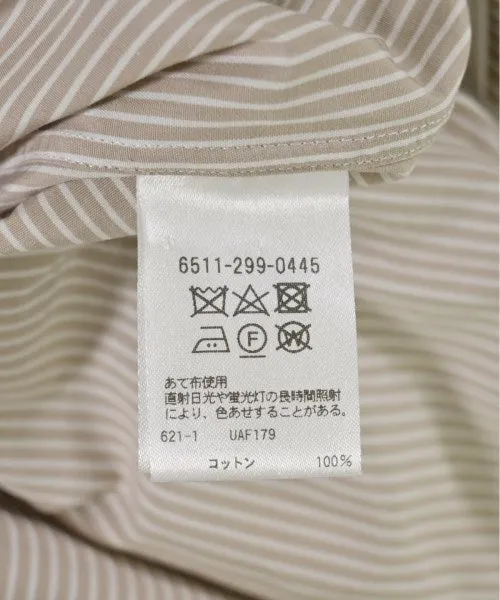 6511-299-0445
F W
あて布使用
直射日光や蛍光灯の長時間照射
により、色あせすることがある。
621-1 UAF179
コットン 100%